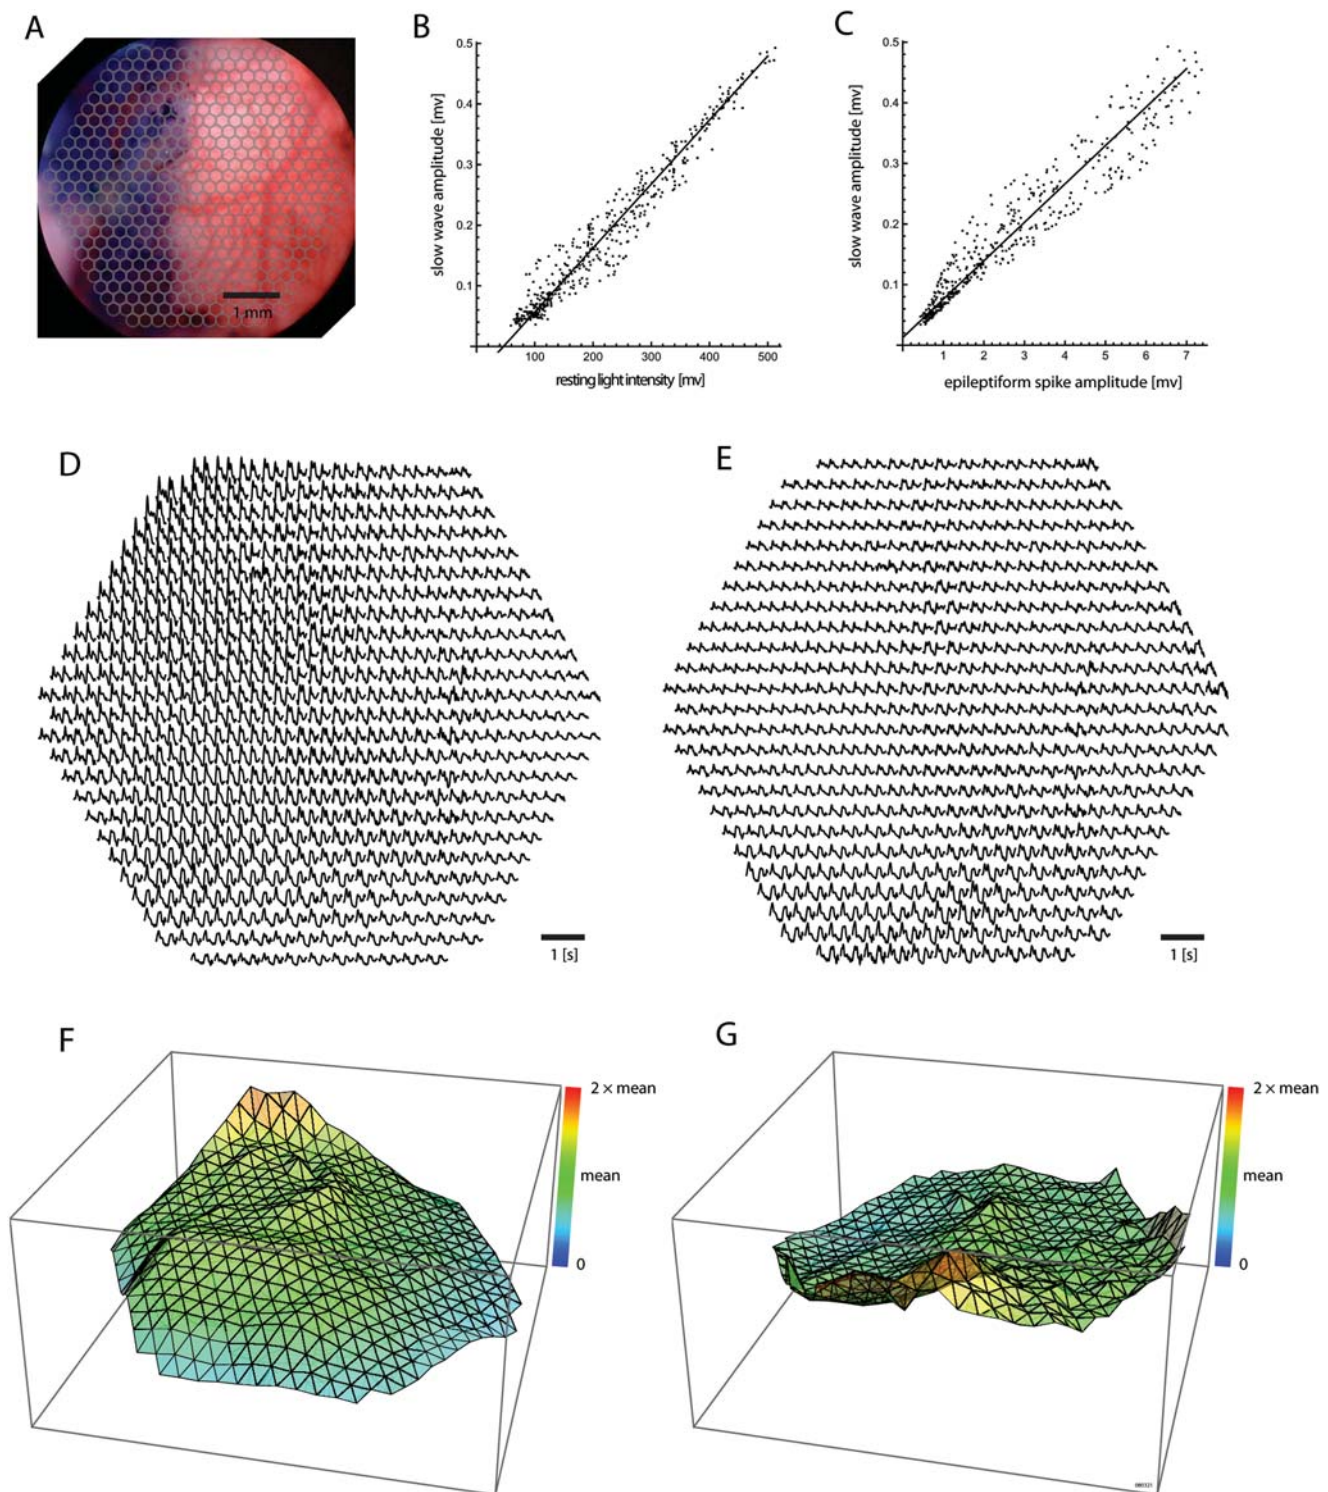 A
1 mm
B
0.5
0.4
0.3
0.2
0.1
slow wave amplitude [mv]
100 200 300 400 500
resting light intensity [mv]
C
0.5
0.4
0.3
0.2
0.1
slow wave amplitude [mv]
1 2 3 4 5 6 7
epileptiform spike amplitude [mv]
D
1 [s]
E
1 [s]
F
2 × mean
mean
0
G
2 × mean
mean
0